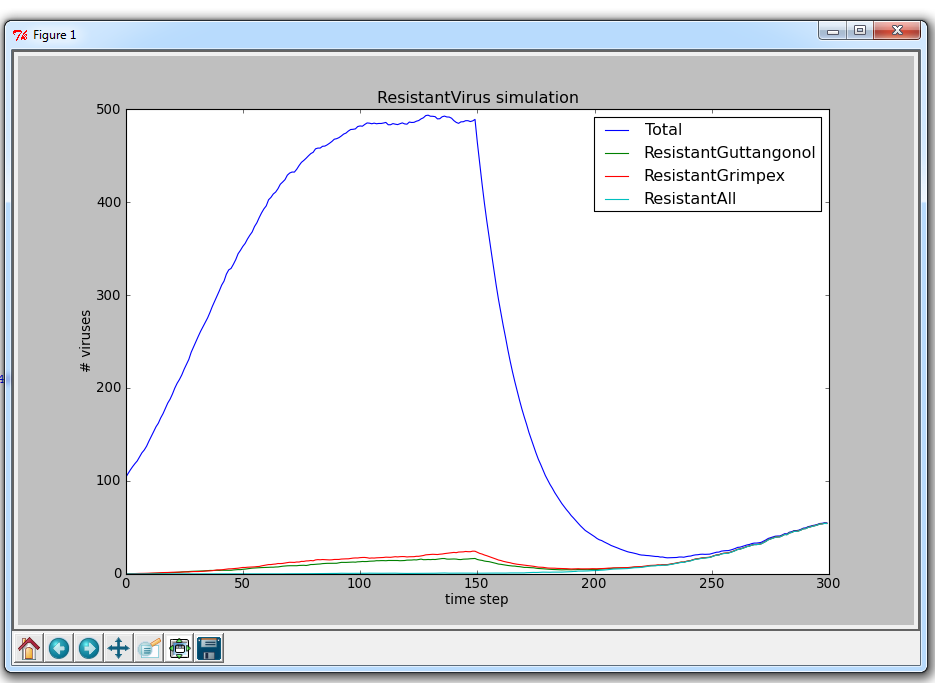 Figure 1
ResistantVirus simulation
500
400
300
200
100
0
# viruses
Total
ResistantGuttangonol
ResistantGrimpex
ResistantAll
0 50 100 150 200 250 300
time step